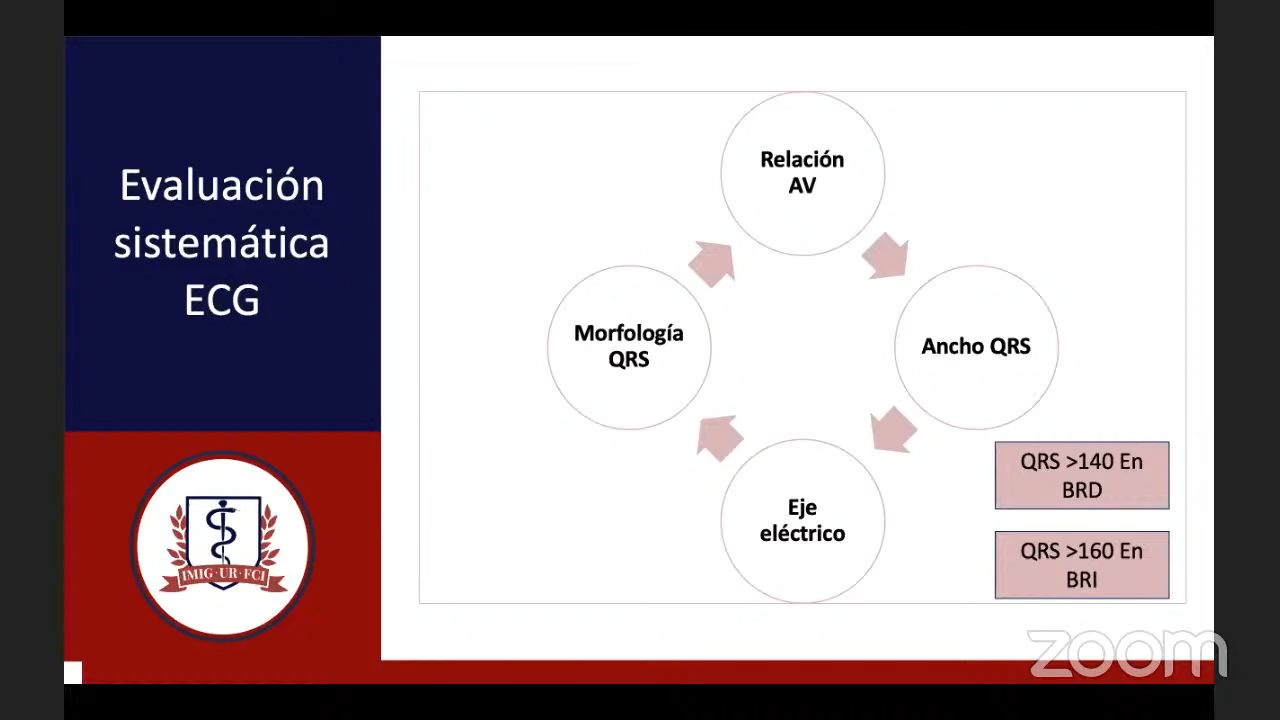 Evaluación
sistemática
ECG
Relación
AV
Morfología
QRS
Ancho QRS
Eje
eléctrico
QRS >140 En
BRD
QRS >160 En
BRI
IMIG·UR·FCI
zoom